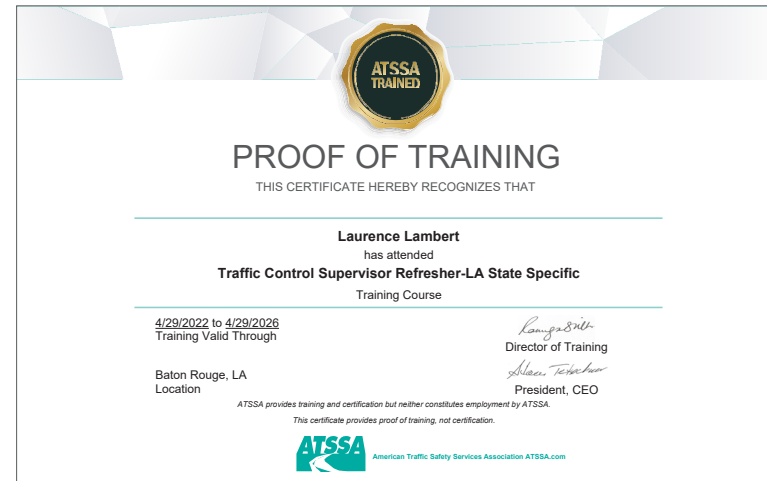 ATSSA
TRAINED
PROOF OF TRAINING
THIS CERTIFICATE HEREBY RECOGNIZES THAT
Laurence Lambert
has attended
Traffic Control Supervisor Refresher-LA State Specific
Training Course
4/29/2022 to 4/29/2026
Training Valid Through
Director of Training
Baton Rouge, LA
Location
President, CEO
ATSSA provides training and certification but neither constitutes employment by ATSSA.
This certificate provides proof of training, not certification.
ATSSA
American Traffic Safety Services Association ATSSA.com